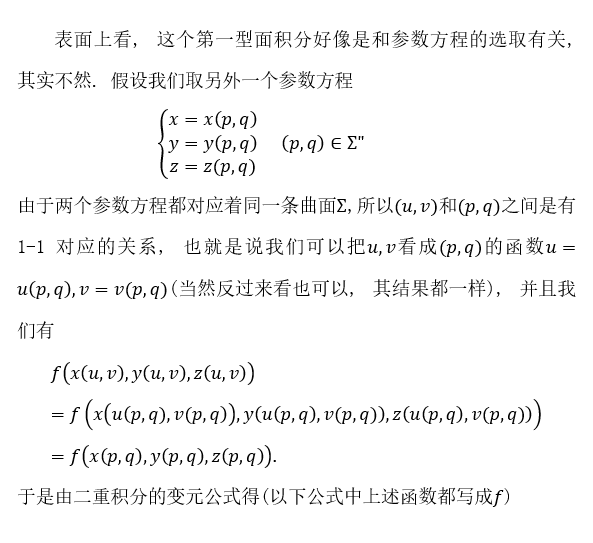 表面上看, 这个第一型面积分好像是和参数方程的选取有关,
其实不然. 假设我们取另外一个参数方程
x = x(p,q)
y = y(p,q) (p,q) ∈ Σ"
z = z(p,q)
由于两个参数方程都对应着同一条曲面Σ,所以(u,v)和(p,q)之间是有
1-1 对应的关系, 也就是说我们可以把u,v看成(p,q)的函数u =
u(p,q),v = v(p,q)(当然反过来看也可以, 其结果都一样), 并且我
们有
f(x(u,v),y(u,v),z(u,v))
= f(x(u(p,q),v(p,q)),y(u(p,q),v(p,q)),z(u(p,q),v(p,q)))
= f(x(p,q),y(p,q),z(p,q)).
于是由二重积分的变元公式得(以下公式中上述函数都写成f)